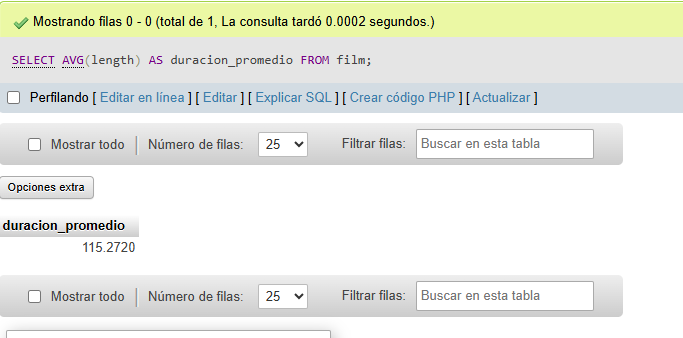 Mostrando filas 0 - 0 (total de 1, La consulta tardó 0.0002 segundos.)
SELECT AVG(length) AS duracion_promedio FROM film;
Perfilando [ Editar en línea ] [ Editar ] [ Explicar SQL ] [ Crear código PHP ] [ Actualizar ]
Mostrar todo Número de filas: 25 Filtrar filas: Buscar en esta tabla
Opciones extra
duracion_promedio
115.2720
Mostrar todo Número de filas: 25 Filtrar filas: Buscar en esta tabla